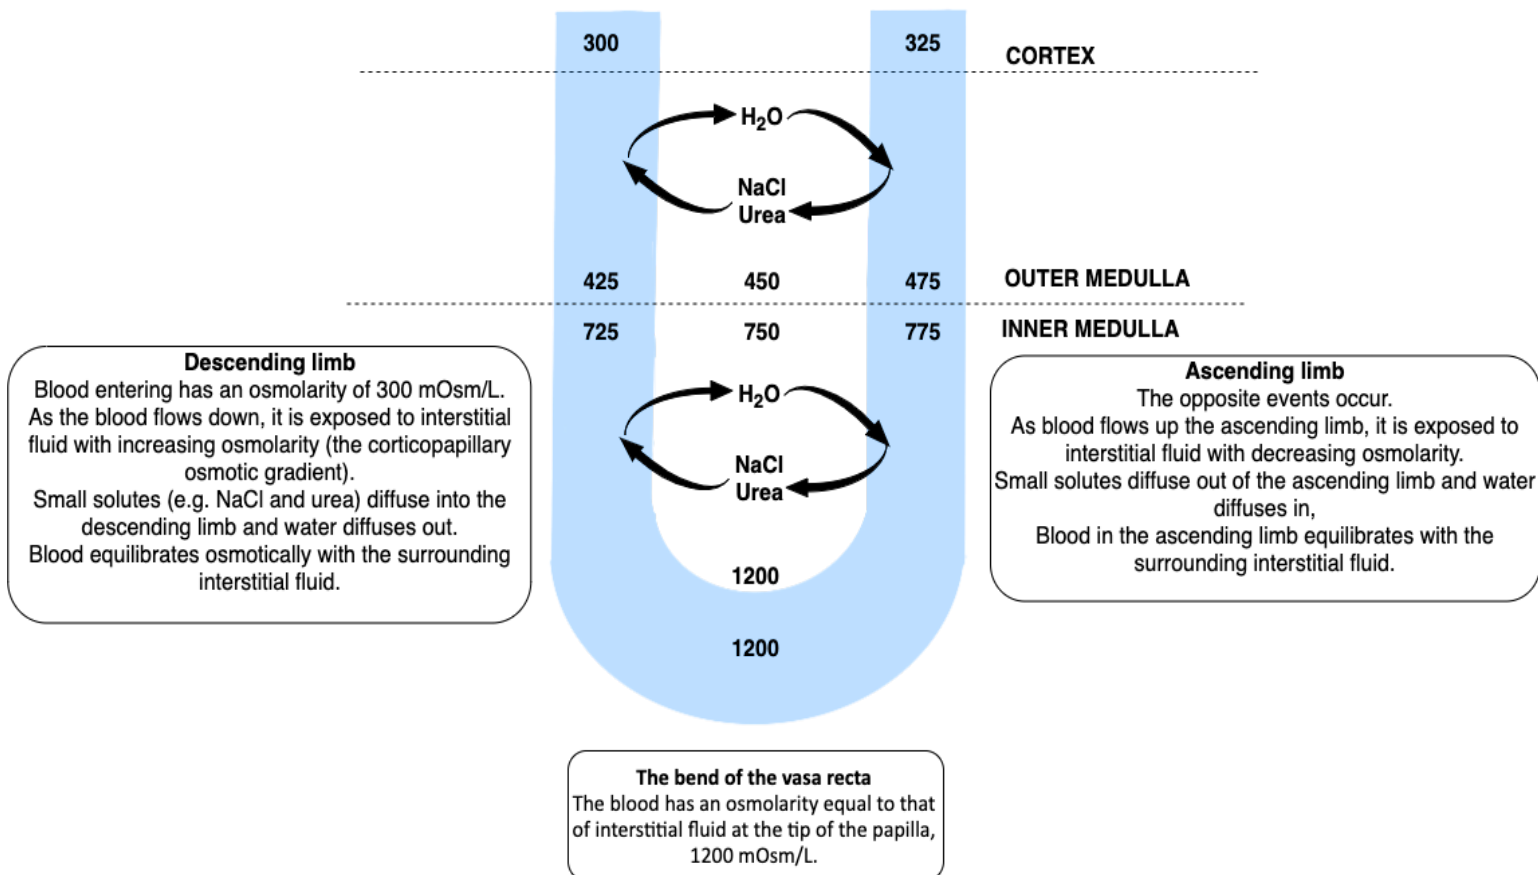 300
325
CORTEX
H₂O
NaCl
Urea
425
450
475
OUTER MEDULLA
725
750
775
INNER MEDULLA
Descending limb
Blood entering has an osmolarity of 300 mOsm/L.
As the blood flows down, it is exposed to interstitial
fluid with increasing osmolarity (the corticopapillary
osmotic gradient).
Small solutes (e.g. NaCl and urea) diffuse into the
descending limb and water diffuses out.
Blood equilibrates osmotically with the surrounding
interstitial fluid.
H₂O
NaCl
Urea
Ascending limb
The opposite events occur.
As blood flows up the ascending limb, it is exposed to
interstitial fluid with decreasing osmolarity.
Small solutes diffuse out of the ascending limb and water
diffuses in,
Blood in the ascending limb equilibrates with the
surrounding interstitial fluid.
1200
1200
The bend of the vasa recta
The blood has an osmolarity equal to that
of interstitial fluid at the tip of the papilla,
1200 mOsm/L.